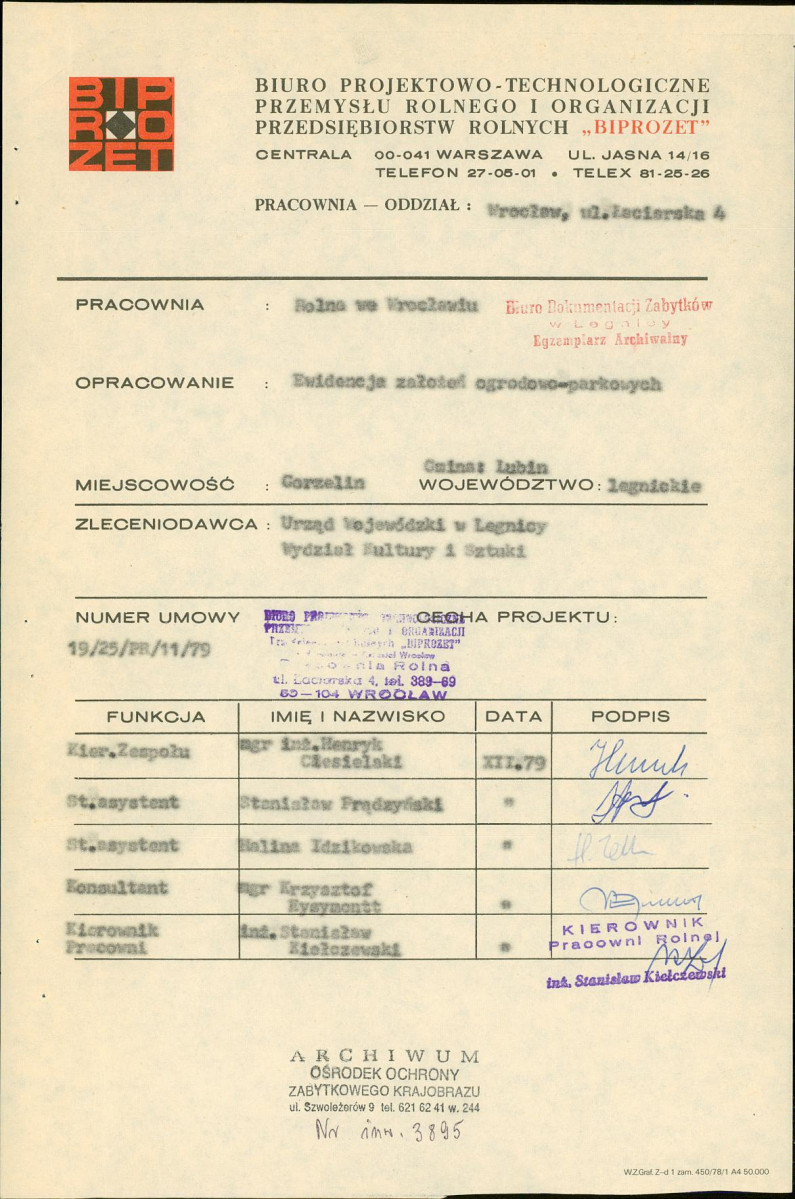 BIP
RO
ZET
BIURO PROJEKTOWO-TECHNOLOGICZNE
PRZEMYSŁU ROLNEGO I ORGANIZACJI
PRZEDSIĘBIORSTW ROLNYCH „BIPROZET”
CENTRALA 00-041 WARSZAWA UL. JASNA 14/16
TELEFON 27-05-01 • TELEX 81-25-26
PRACOWNIA — ODDZIAŁ : Wrocław, ul.Łaciarska 4
PRACOWNIA : Rolna we Wrocławiu
Biuro Dokumentacji Zabytków
w Legnicy
Egzemplarz Archiwalny
OPRACOWANIE : Ewidencja założeń ogrodowo-parkowych
Gmina: Lubin
MIEJSCOWOŚĆ : Gorzelin WOJEWÓDZTWO: legnickie
ZLECENIODAWCA : Urząd Wojewódzki w Legnicy
Wydział Kultury i Sztuki
NUMER UMOWY CECHA PROJEKTU:
19/25/PR/11/79
BIURO
I ORGANIZACJI
„BIPROZET”
Wrocław
Rolna
ul. Łaciarska 4, tel. 389-69
50-104 WROCŁAW
FUNKCJA IMIĘ I NAZWISKO DATA PODPIS
Kier.Zespołu mgr inż.Henryk
Ciesielski XII.79
St.asystent Stanisław Prądzyński "
St.asystent Halina Idzikowska "
Konsultant mgr Krzysztof
Eysymontt "
Kierownik inż.Stanisław
Pracowni Kiełczewski "
KIEROWNIK
Pracowni Rolnej
inż. Stanisław Kiełczewski
ARCHIWUM
OŚRODEK OCHRONY
ZABYTKOWEGO KRAJOBRAZU
ul. Szwoleżerów 9 tel. 621 62 41 w. 244
Nr inw. 3895
W.Z.Graf. Z-d 1 zam. 450/78/1 A4 50.000